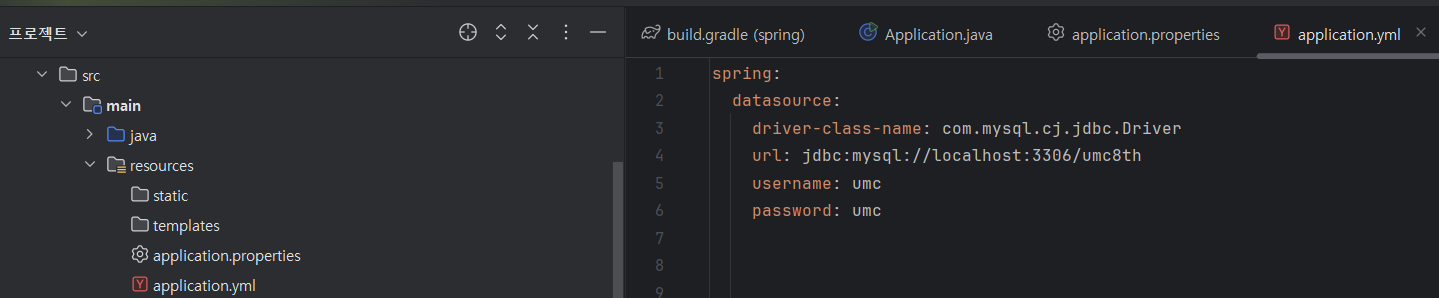 프로젝트
src
main
java
resources
static
templates
application.properties
application.yml
build.gradle (spring)
Application.java
application.properties
application.yml
1 spring:
2   datasource:
3     driver-class-name: com.mysql.cj.jdbc.Driver
4     url: jdbc:mysql://localhost:3306/umc8th
5     username: umc
6     password: umc
7
8
9